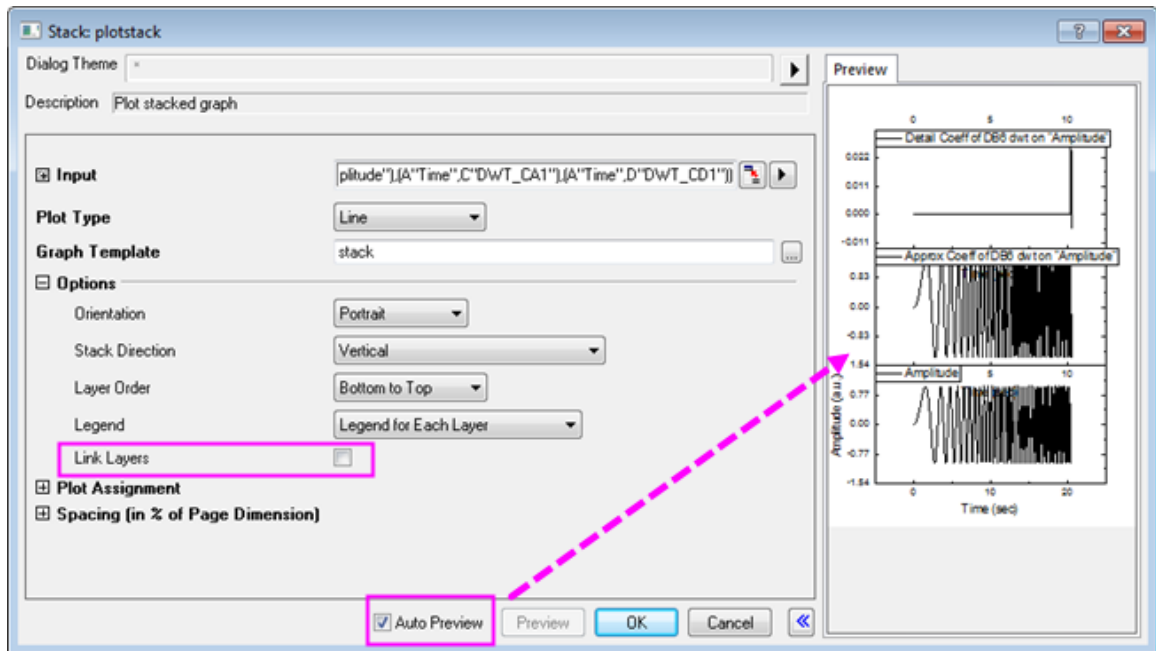 Stack: plotstack
Dialog Theme *
Description Plot stacked graph
Input plitude"),(A"Time",C"DWT_CA1"),(A"Time",D"DWT_CD1"))
Plot Type Line
Graph Template stack ...
Options
Orientation Portrait
Stack Direction Vertical
Layer Order Bottom to Top
Legend Legend for Each Layer
Link Layers
Plot Assignment
Spacing (in % of Page Dimension)
Auto Preview Preview OK Cancel
Preview
0 5 10
Detail Coeff of DB6 dwt on "Amplitude"
0.022
0.011
0.000
-0.011
Approx Coeff of DB6 dwt on "Amplitude"
0.83
0.00
-0.83
1.54 5 10
Amplitude
0.77
0.00
-0.77
-1.54
Amplitude (a.u.)
0 10 20
Time (sec)